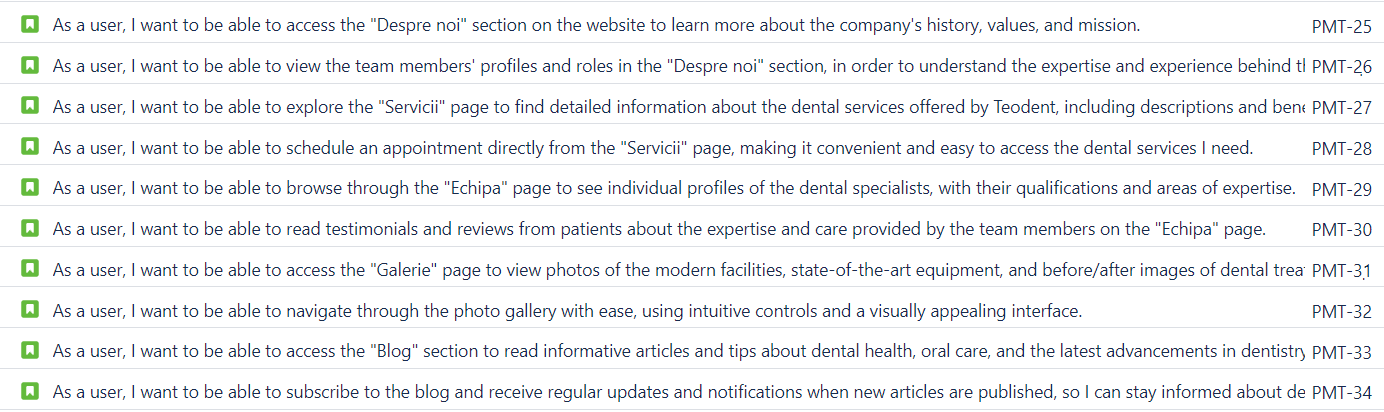 As a user, I want to be able to access the "Despre noi" section on the website to learn more about the company's history, values, and mission. PMT-25
As a user, I want to be able to view the team members' profiles and roles in the "Despre noi" section, in order to understand the expertise and experience behind PMT-26
As a user, I want to be able to explore the "Servicii" page to find detailed information about the dental services offered by Teodent, including descriptions and PMT-27
As a user, I want to be able to schedule an appointment directly from the "Servicii" page, making it convenient and easy to access the dental services I need. PMT-28
As a user, I want to be able to browse through the "Echipa" page to see individual profiles of the dental specialists, with their qualifications and areas of expertise. PMT-29
As a user, I want to be able to read testimonials and reviews from patients about the expertise and care provided by the team members on the "Echipa" page. PMT-30
As a user, I want to be able to access the "Galerie" page to view photos of the modern facilities, state-of-the-art equipment, and before/after images of dental PMT-31
As a user, I want to be able to navigate through the photo gallery with ease, using intuitive controls and a visually appealing interface. PMT-32
As a user, I want to be able to access the "Blog" section to read informative articles and tips about dental health, oral care, and the latest advancements in dentistry PMT-33
As a user, I want to be able to subscribe to the blog and receive regular updates and notifications when new articles are published, so I can stay informed about PMT-34